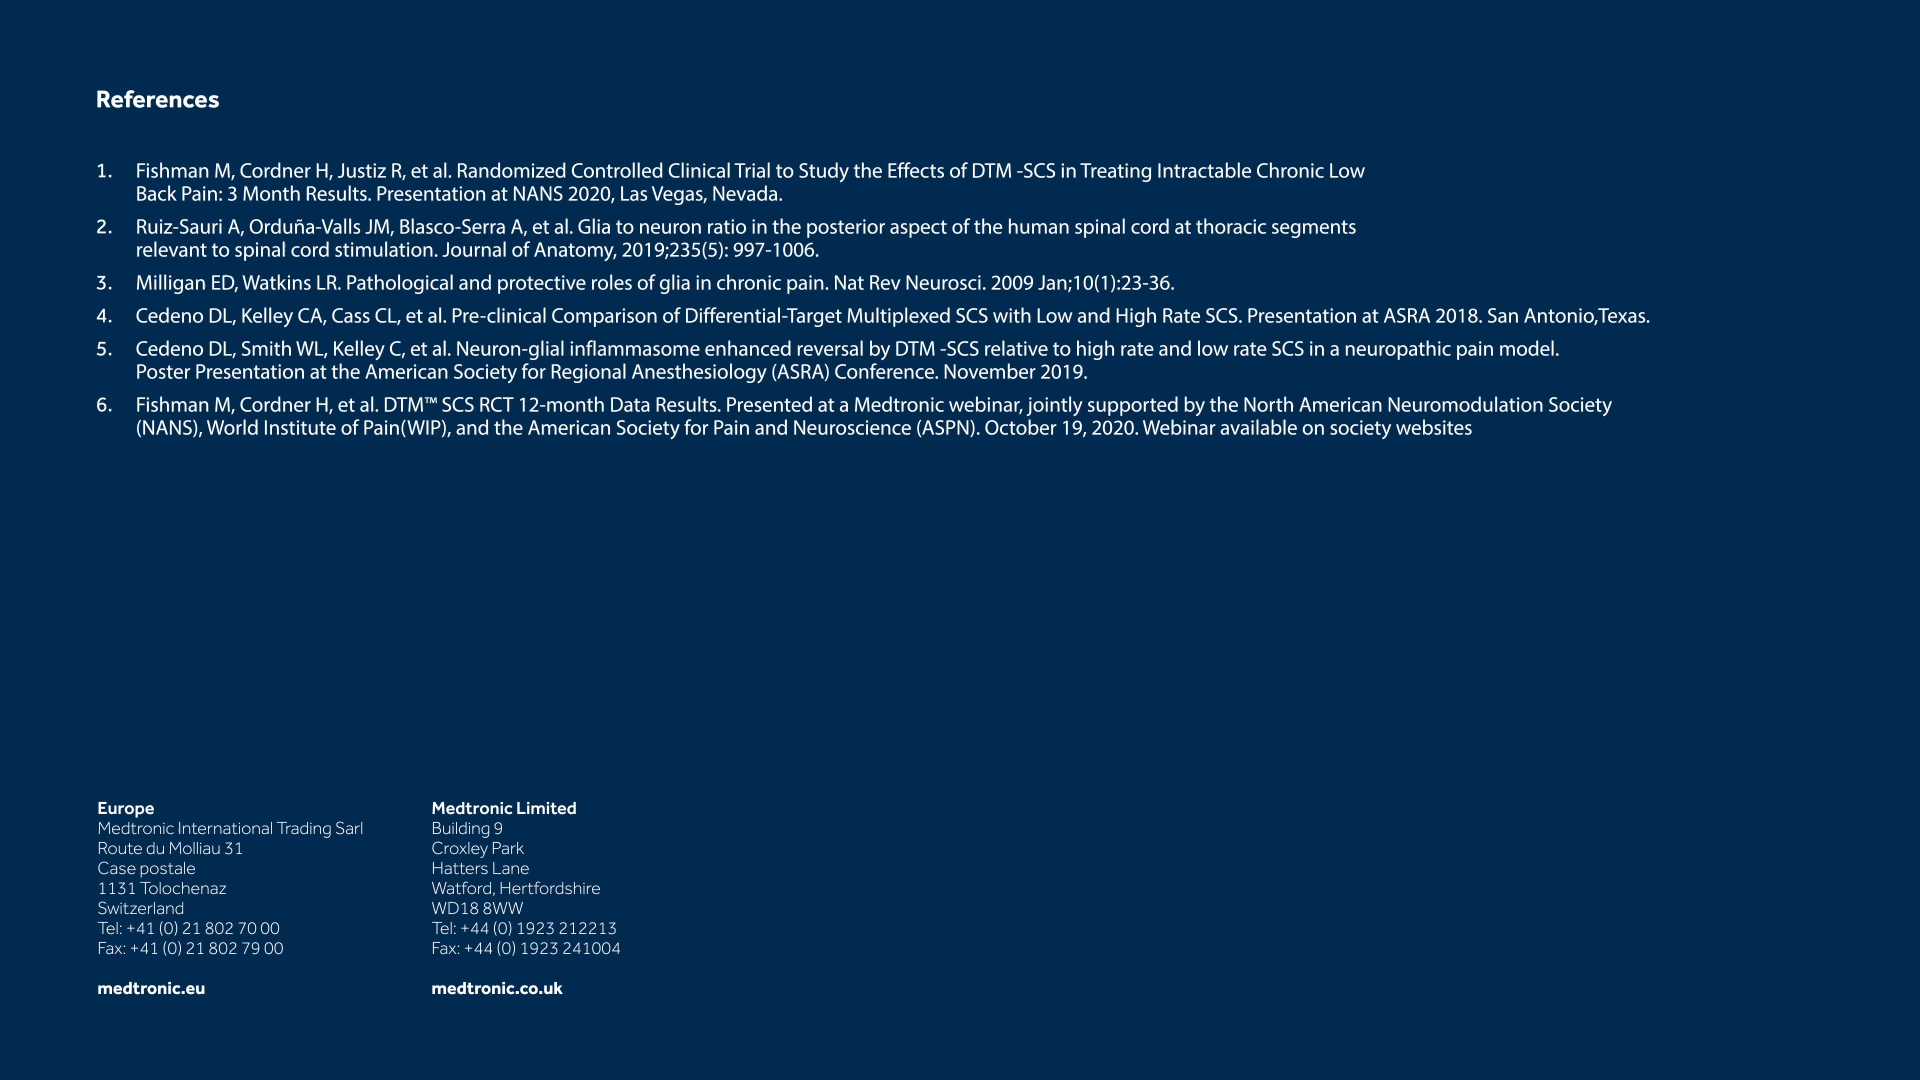 References
1. Fishman M, Cordner H, Justiz R, et al. Randomized Controlled Clinical Trial to Study the Effects of DTM -SCS in Treating Intractable Chronic Low
Back Pain: 3 Month Results. Presentation at NANS 2020, Las Vegas, Nevada.
2. Ruiz-Sauri A, Orduña-Valls JM, Blasco-Serra A, et al. Glia to neuron ratio in the posterior aspect of the human spinal cord at thoracic segments
relevant to spinal cord stimulation. Journal of Anatomy, 2019;235(5): 997-1006.
3. Milligan ED, Watkins LR. Pathological and protective roles of glia in chronic pain. Nat Rev Neurosci. 2009 Jan;10(1):23-36.
4. Cedeno DL, Kelley CA, Cass CL, et al. Pre-clinical Comparison of Differential-Target Multiplexed SCS with Low and High Rate SCS. Presentation at ASRA 2018. San Antonio,Texas.
5. Cedeno DL, Smith WL, Kelley C, et al. Neuron-glial inflammasome enhanced reversal by DTM -SCS relative to high rate and low rate SCS in a neuropathic pain model.
Poster Presentation at the American Society for Regional Anesthesiology (ASRA) Conference. November 2019.
6. Fishman M, Cordner H, et al. DTM™ SCS RCT 12-month Data Results. Presented at a Medtronic webinar, jointly supported by the North American Neuromodulation Society
(NANS), World Institute of Pain(WIP), and the American Society for Pain and Neuroscience (ASPN). October 19, 2020. Webinar available on society websites
Europe
Medtronic International Trading Sarl
Route du Molliau 31
Case postale
1131 Tolochenaz
Switzerland
Tel: +41 (0) 21 802 70 00
Fax: +41 (0) 21 802 79 00
medtronic.eu
Medtronic Limited
Building 9
Croxley Park
Hatters Lane
Watford, Hertfordshire
WD18 8WW
Tel: +44 (0) 1923 212213
Fax: +44 (0) 1923 241004
medtronic.co.uk